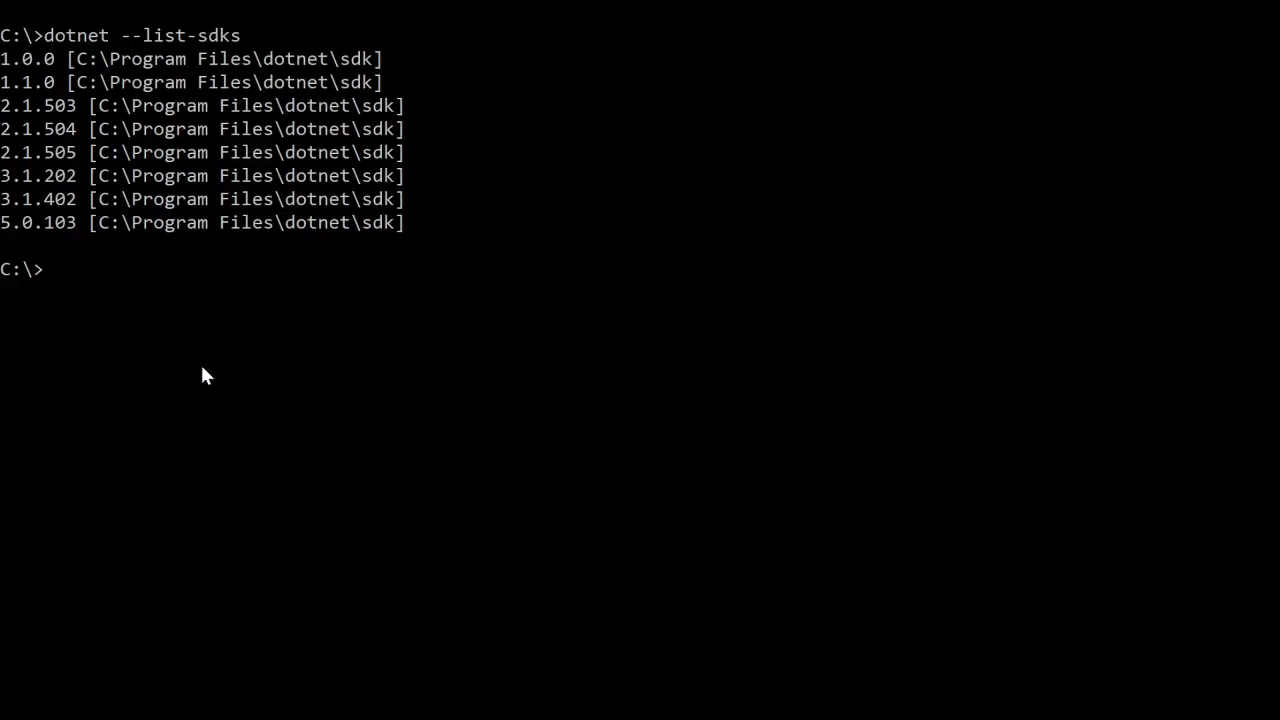 C:\>dotnet --list-sdks
1.0.0 [C:\Program Files\dotnet\sdk]
1.1.0 [C:\Program Files\dotnet\sdk]
2.1.503 [C:\Program Files\dotnet\sdk]
2.1.504 [C:\Program Files\dotnet\sdk]
2.1.505 [C:\Program Files\dotnet\sdk]
3.1.202 [C:\Program Files\dotnet\sdk]
3.1.402 [C:\Program Files\dotnet\sdk]
5.0.103 [C:\Program Files\dotnet\sdk]
C:\>